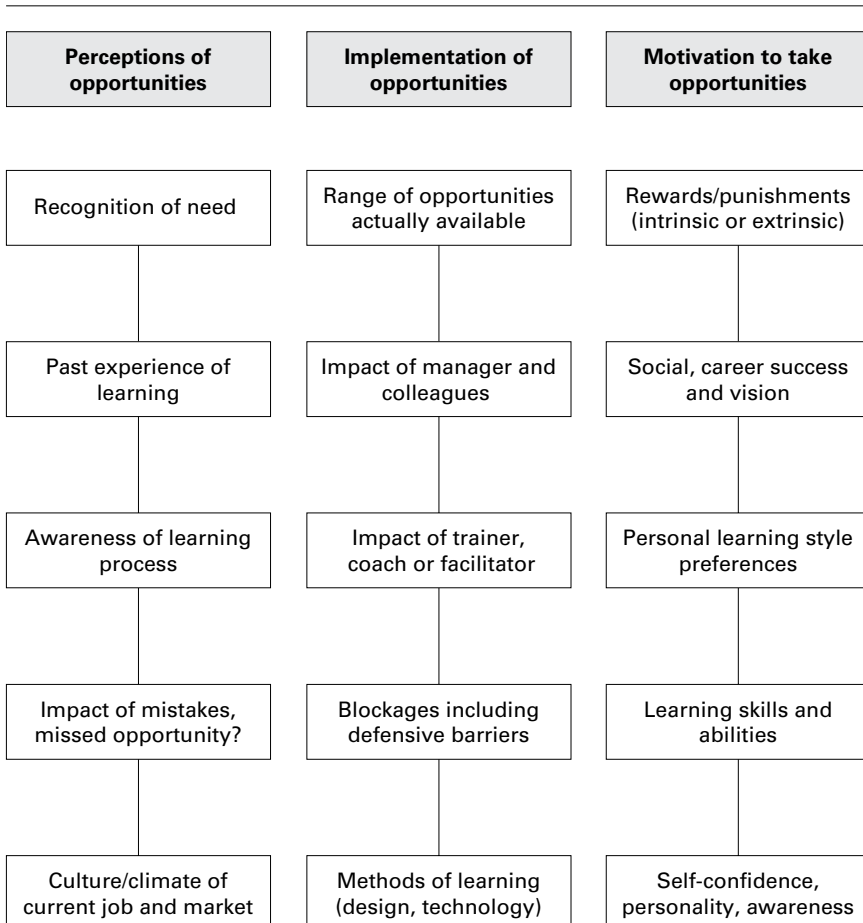 Perceptions of
opportunities
Implementation of
opportunities
Motivation to take
opportunities
Recognition of need
Range of opportunities
actually available
Rewards/punishments
(intrinsic or extrinsic)
Past experience of
learning
Impact of manager and
colleagues
Social, career success
and vision
Awareness of learning
process
Impact of trainer,
coach or facilitator
Personal learning style
preferences
Impact of mistakes,
missed opportunity?
Blockages including
defensive barriers
Learning skills and
abilities
Culture/climate of
current job and market
Methods of learning
(design, technology)
Self-confidence,
personality, awareness